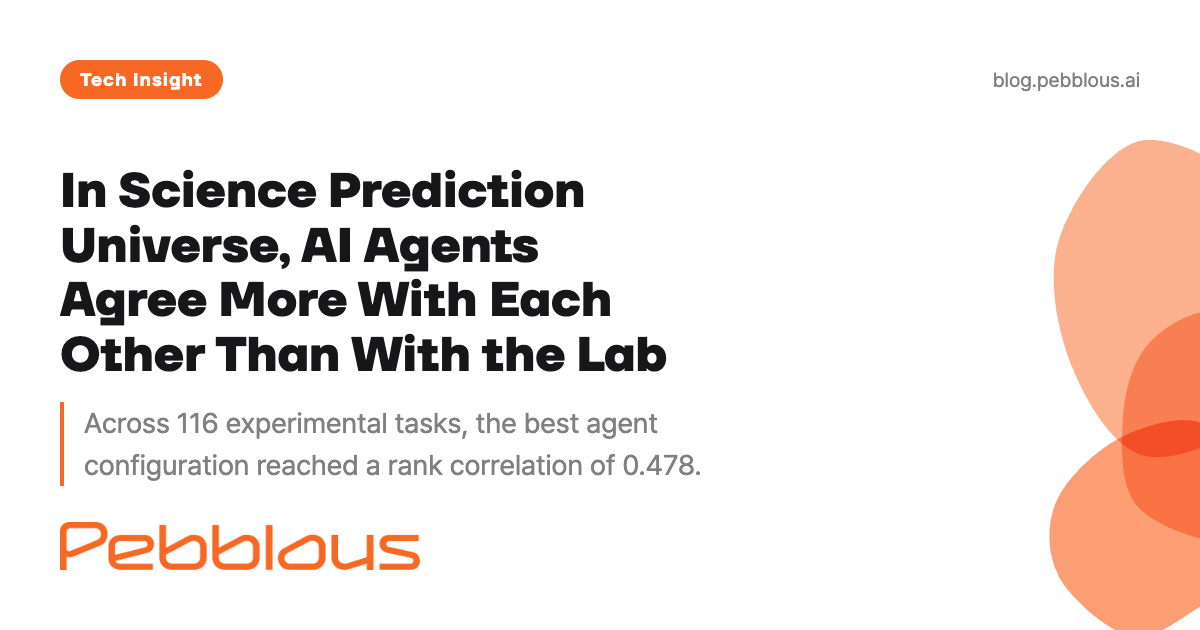 Tech Insight
blog.pebblous.ai
In Science Prediction
Universe, AI Agents
Agree More With Each
Other Than With the Lab
Across 116 experimental tasks, the best agent
configuration reached a rank correlation of 0.478.
Pebblous